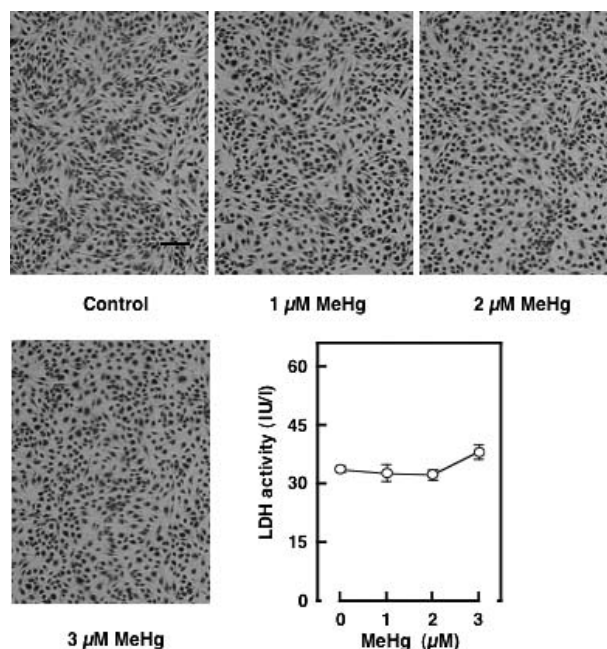 Control
1 µM MeHg
2 µM MeHg
3 µM MeHg
LDH activity (IU/l)
60
45
30
15
0
0 1 2 3
MeHg (µM)